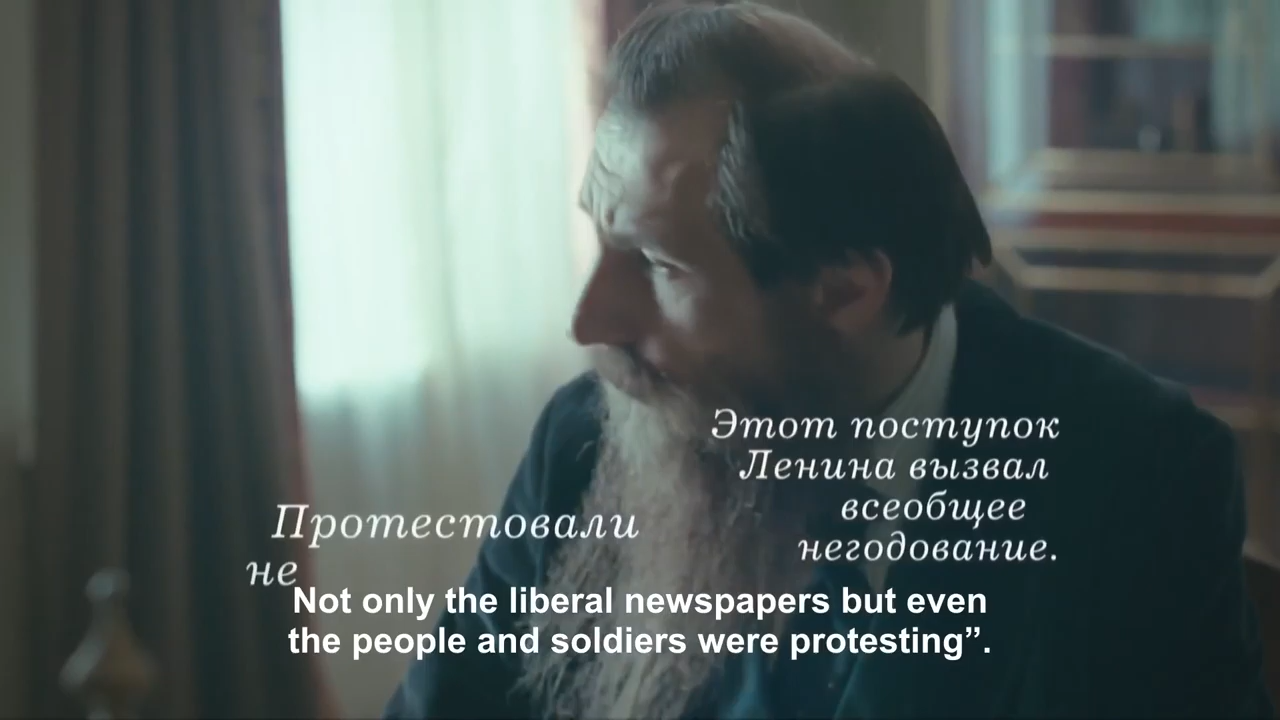 Этот поступок
Ленина вызвал
всеобщее
негодование.
Протестовали
не
Not only the liberal newspapers but even
the people and soldiers were protesting”.